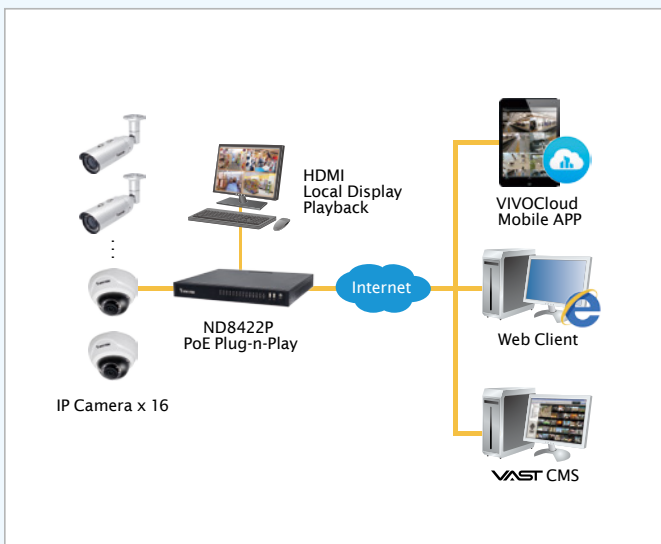 HDMI
Local Display
Playback
VIVOCloud
Mobile APP
Internet
ND8422P
PoE Plug-n-Play
Web Client
IP Camera x 16
VAST CMS